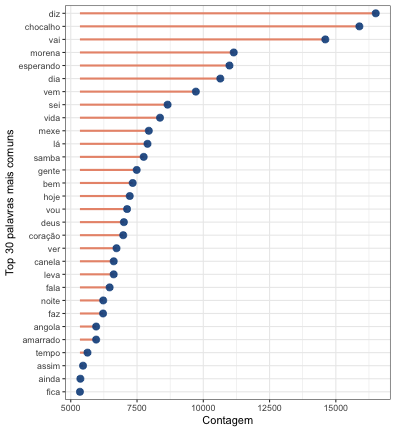 diz
chocalho
vai
morena
esperando
dia
vem
sei
vida
mexe
lá
samba
gente
bem
hoje
vou
deus
coração
ver
canela
leva
fala
noite
faz
angola
amarrado
tempo
assim
ainda
fica
Top 30 palavras mais comuns
5000 7500 10000 12500 15000
Contagem